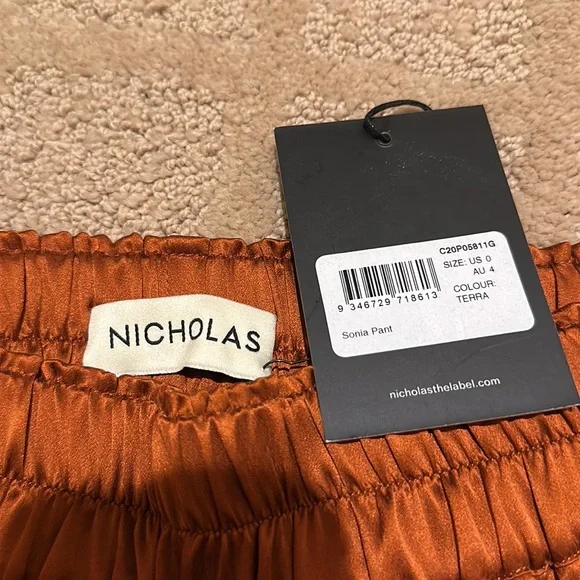 NICHOLAS
C20P05811G
SIZE: US 0
AU 4
COLOUR:
TERRA
9 346729 718613
Sonia Pant
nicholasthelabel.com